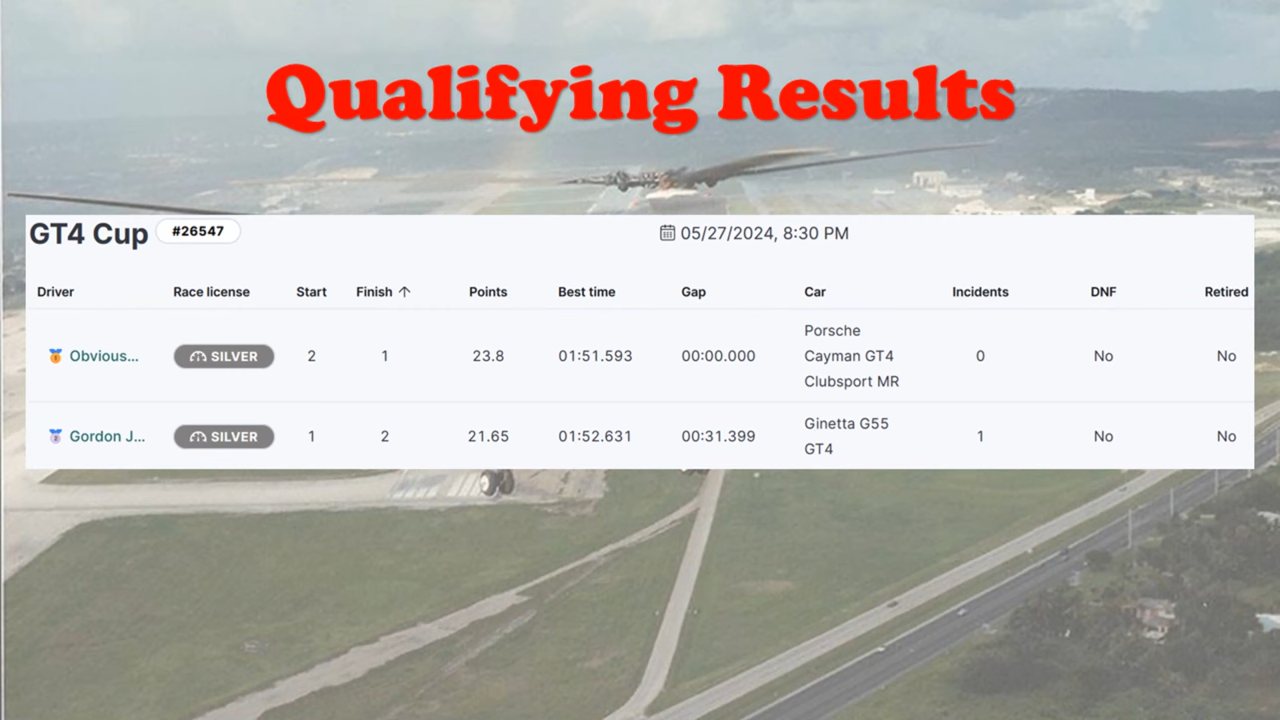 Qualifying Results
GT4 Cup #26547 05/27/2024, 8:30 PM
Driver Race license Start Finish ↑ Points Best time Gap Car Incidents DNF Retired
Obvious... SILVER 2 1 23.8 01:51.593 00:00.000 Porsche Cayman GT4 Clubsport MR 0 No No
Gordon J... SILVER 1 2 21.65 01:52.631 00:31.399 Ginetta G55 GT4 1 No No